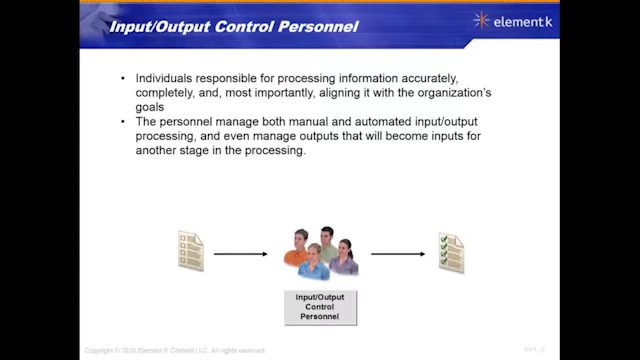 Input/Output Control Personnel
element k
• Individuals responsible for processing information accurately,
completely, and, most importantly, aligning it with the organization's
goals
• The personnel manage both manual and automated input/output
processing, and even manage outputs that will become inputs for
another stage in the processing.
Input/Output
Control
Personnel
Copyright © 2010 Element K Content LLC. All rights reserved.